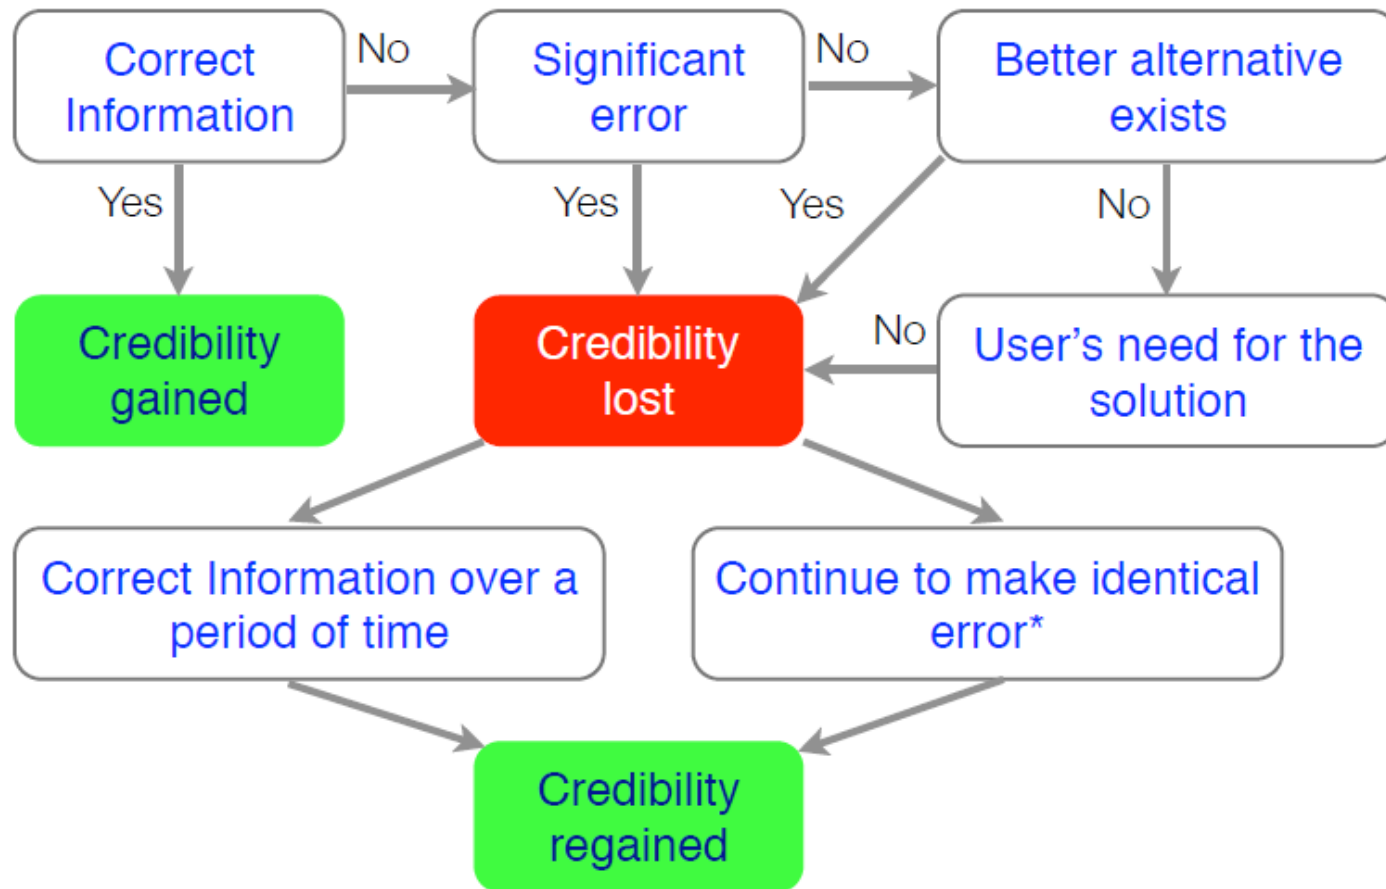 Correct
Information
No
Significant
error
No
Better alternative
exists
Yes
Yes
Yes
No
Credibility
gained
Credibility
lost
No
User’s need for the
solution
Correct Information over a
period of time
Continue to make identical
error*
Credibility
regained